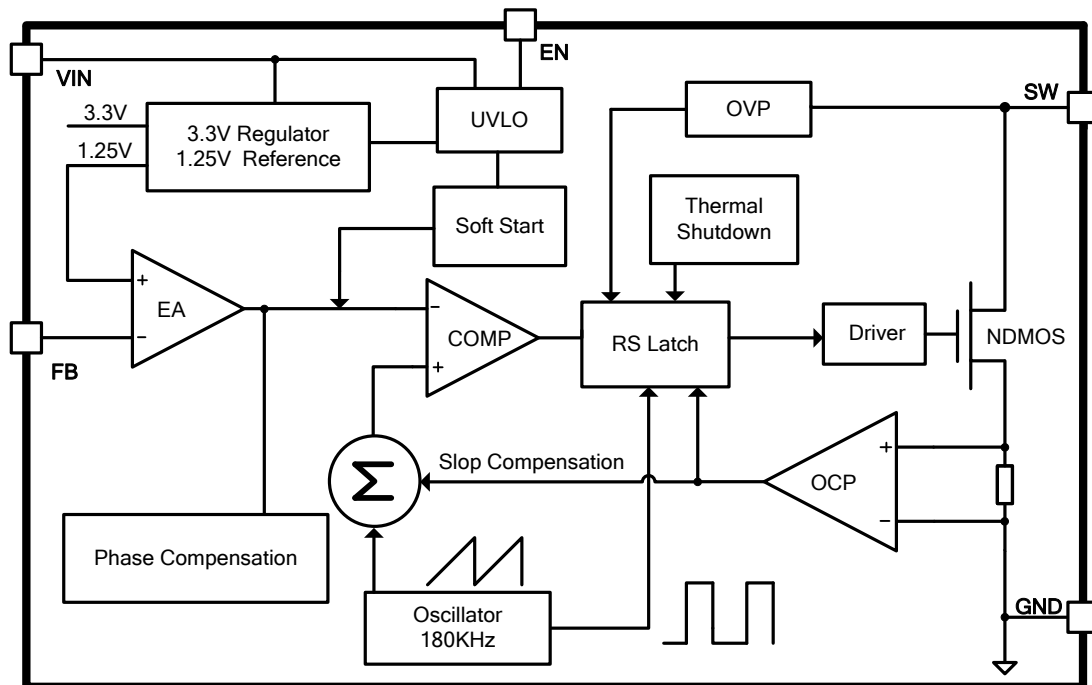 EN
VIN
SW
3.3V
1.25V
3.3V Regulator
1.25V Reference
UVLO
OVP
Soft Start
Thermal
Shutdown
+
EA
−
FB
−
COMP
+
RS Latch
Driver
NDMOS
Slop Compensation
Σ
+
OCP
−
Phase Compensation
Oscillator
180KHz
GND